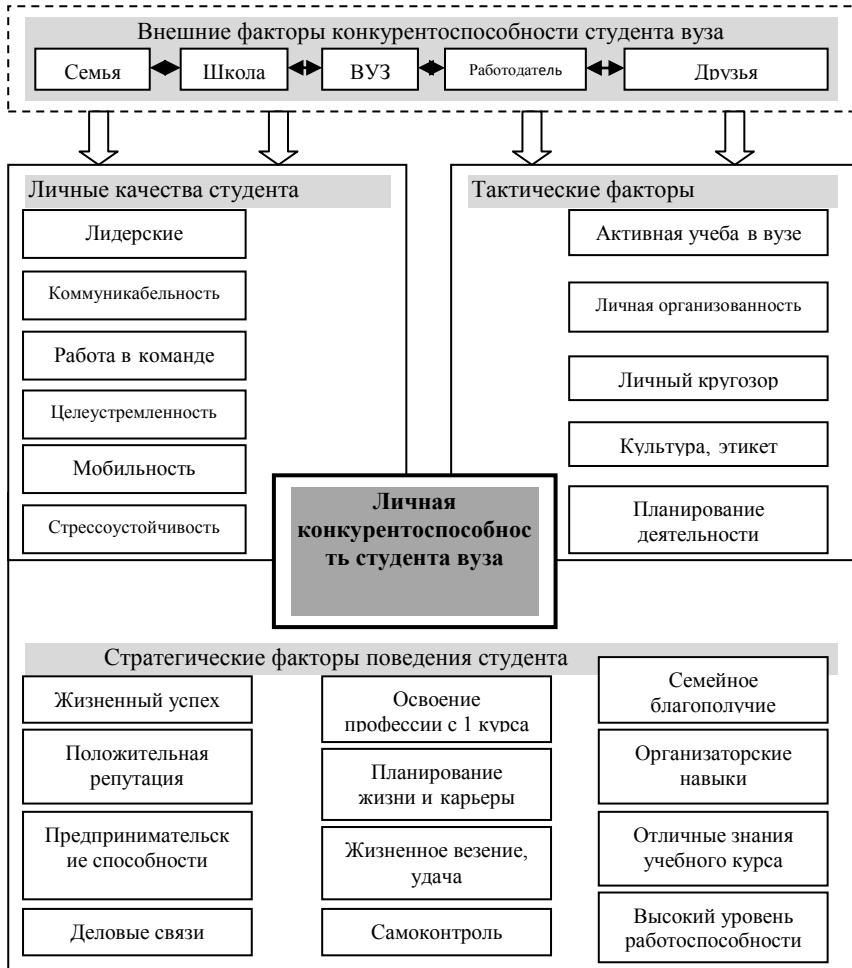 Внешние факторы конкурентоспособности студента вуза
Семья
Школа
ВУЗ
Работодатель
Друзья
Личные качества студента
Лидерские
Коммуникабельность
Работа в команде
Целеустремленность
Мобильность
Стрессоустойчивость
Тактические факторы
Активная учеба в вузе
Личная организованность
Личный кругозор
Культура, этикет
Планирование
деятельности
Личная
конкурентоспособнос
ть студента вуза
Стратегические факторы поведения студента
Жизненный успех
Положительная
репутация
Предпринимательск
ие способности
Деловые связи
Освоение
профессии с 1 курса
Планирование
жизни и карьеры
Жизненное везение,
удача
Самоконтроль
Семейное
благополучие
Организаторские
навыки
Отличные знания
учебного курса
Высокий уровень
работоспособности